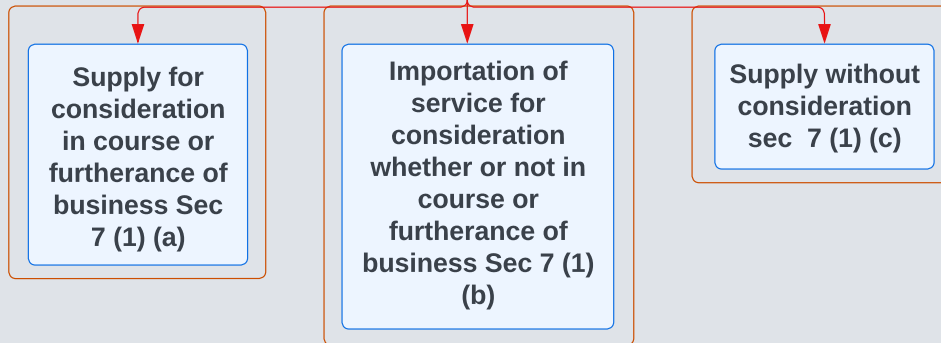 Supply for
consideration
in course or
furtherance of
business Sec
7 (1) (a)
Importation of
service for
consideration
whether or not in
course or
furtherance of
business Sec 7 (1)
(b)
Supply without
consideration
sec  7 (1) (c)